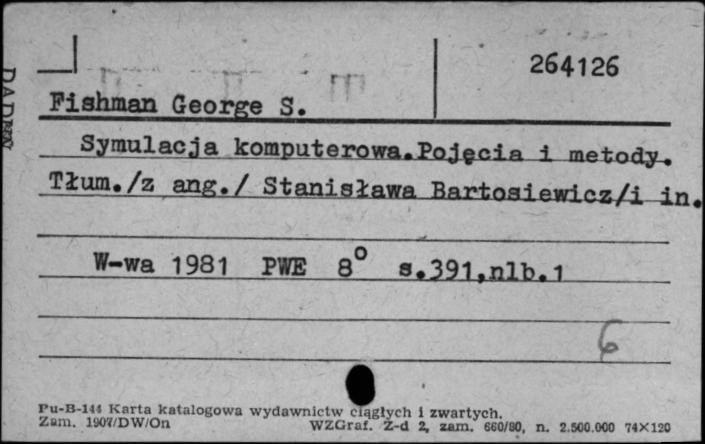 264126
Fishman George S.
Symulacja komputerowa.Pojęcia i metody.
Tłum./z ang./ Stanisława Bartosiewicz/i in.
W-wa 1981 PWE 8° s.391,nlb.1
6
Pu-B-144 Karta katalogowa wydawnictw ciągłych i zwartych.
Zam. 1907/DW/On WZGraf. Z-d 2, zam. 660/80, n. 2.500.000 74×120